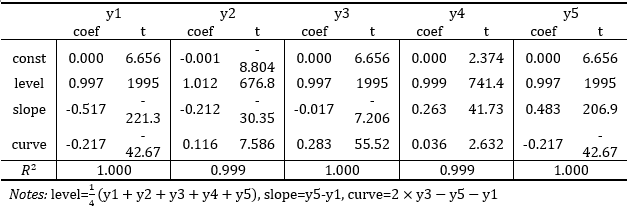 y1 y2 y3 y4 y5
coef t coef t coef t coef t coef t
const 0.000 6.656 -0.001 -8.804 0.000 6.656 0.000 2.374 0.000 6.656
level 0.997 1995 1.012 676.8 0.997 1995 0.999 741.4 0.997 1995
slope -0.517 -221.3 -0.212 -30.35 -0.017 -7.206 0.263 41.73 0.483 206.9
curve -0.217 -42.67 0.116 7.586 0.283 55.52 0.036 2.632 -0.217 -42.67
R² 1.000 0.999 1.000 0.999 1.000
Notes: level=1/4(y1 + y2 + y3 + y4 + y5), slope=y5-y1, curve=2 × y3 − y5 − y1